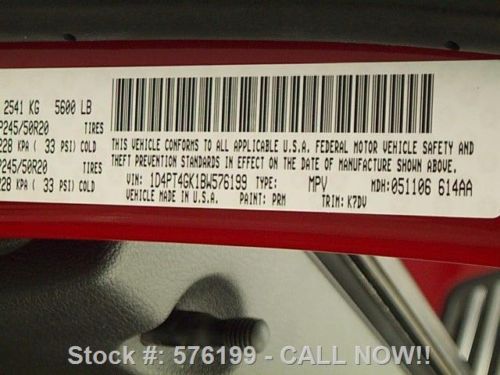 2541 KG 5600 LB
P245/50R20 TIRES
228 KPA ( 33 PSI) COLD
P245/50R20 TIRES
228 KPA ( 33 PSI) COLD
THIS VEHICLE CONFORMS TO ALL APPLICABLE U.S.A. FEDERAL MOTOR VEHICLE SAFETY AND
THEFT PREVENTION STANDARDS IN EFFECT ON THE DATE OF MANUFACTURE SHOWN ABOVE.
VIN: 1D4PT4GK1BW576199 TYPE: MPV MDH: 051106 614AA
VEHICLE MADE IN U.S.A. PAINT: PRM TRIM: K7DV
Stock #: 576199 - CALL NOW!!